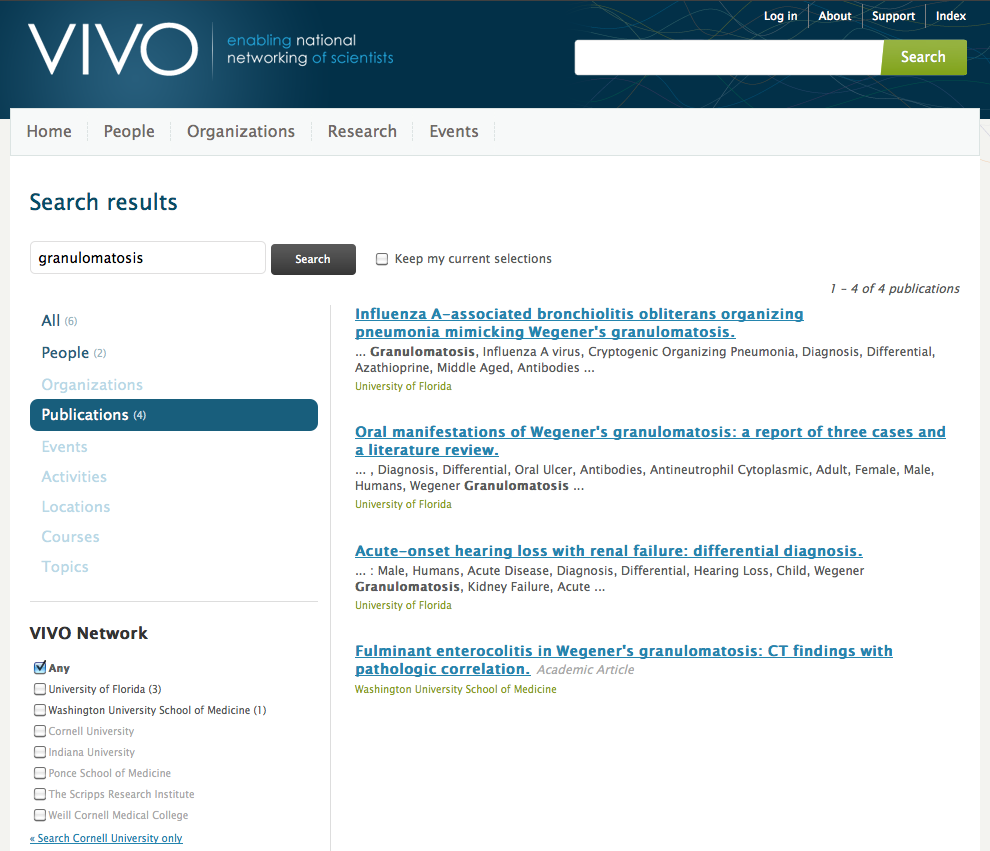 VIVO
enabling national
networking of scientists
Log in
About
Support
Index
Search
Home
People
Organizations
Research
Events
Search results
granulomatosis
Search
Keep my current selections
1 – 4 of 4 publications
All (6)
People (2)
Organizations
Publications (4)
Events
Activities
Locations
Courses
Topics
VIVO Network
Any
University of Florida (3)
Washington University School of Medicine (1)
Cornell University
Indiana University
Ponce School of Medicine
The Scripps Research Institute
Weill Cornell Medical College
« Search Cornell University only
Influenza A-associated bronchiolitis obliterans organizing
pneumonia mimicking Wegener's granulomatosis.
... Granulomatosis, Influenza A virus, Cryptogenic Organizing Pneumonia, Diagnosis, Differential,
Azathioprine, Middle Aged, Antibodies ...
University of Florida
Oral manifestations of Wegener's granulomatosis: a report of three cases and
a literature review.
... , Diagnosis, Differential, Oral Ulcer, Antibodies, Antineutrophil Cytoplasmic, Adult, Female, Male,
Humans, Wegener Granulomatosis ...
University of Florida
Acute-onset hearing loss with renal failure: differential diagnosis.
... : Male, Humans, Acute Disease, Diagnosis, Differential, Hearing Loss, Child, Wegener
Granulomatosis, Kidney Failure, Acute ...
University of Florida
Fulminant enterocolitis in Wegener's granulomatosis: CT findings with
pathologic correlation. Academic Article
Washington University School of Medicine